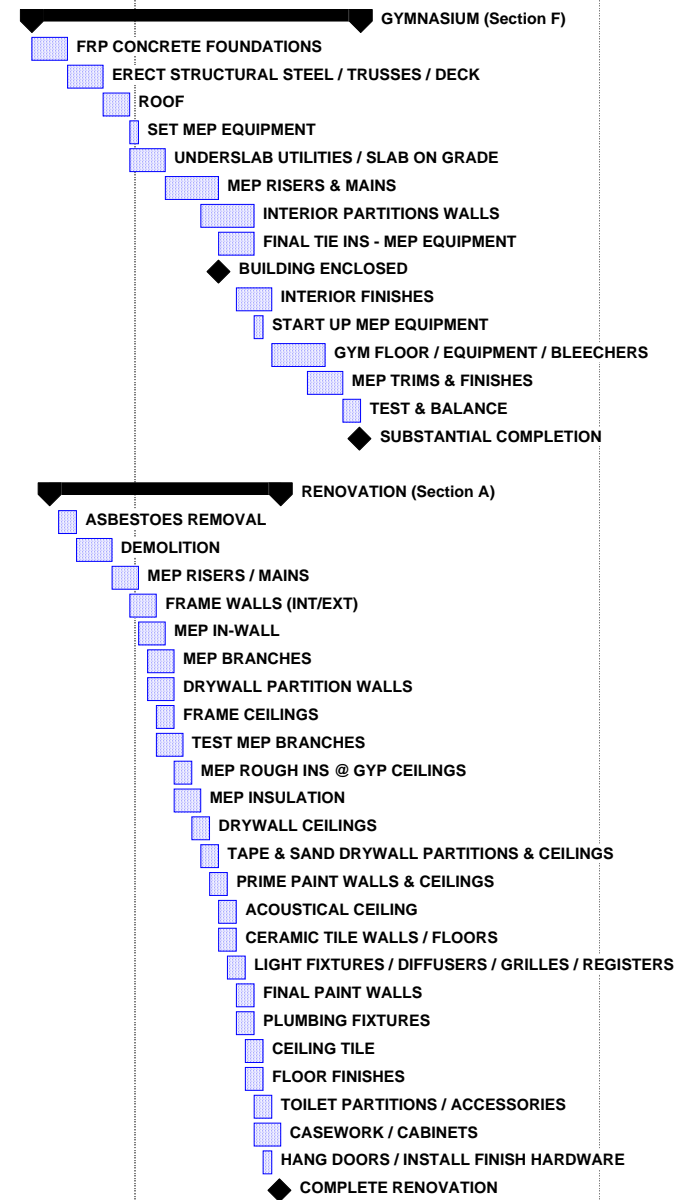 GYMNASIUM (Section F)
FRP CONCRETE FOUNDATIONS
ERECT STRUCTURAL STEEL / TRUSSES / DECK
ROOF
SET MEP EQUIPMENT
UNDERSLAB UTILITIES / SLAB ON GRADE
MEP RISERS & MAINS
INTERIOR PARTITIONS WALLS
FINAL TIE INS - MEP EQUIPMENT
BUILDING ENCLOSED
INTERIOR FINISHES
START UP MEP EQUIPMENT
GYM FLOOR / EQUIPMENT / BLEECHERS
MEP TRIMS & FINISHES
TEST & BALANCE
SUBSTANTIAL COMPLETION
RENOVATION (Section A)
ASBESTOES REMOVAL
DEMOLITION
MEP RISERS / MAINS
FRAME WALLS (INT/EXT)
MEP IN-WALL
MEP BRANCHES
DRYWALL PARTITION WALLS
FRAME CEILINGS
TEST MEP BRANCHES
MEP ROUGH INS @ GYP CEILINGS
MEP INSULATION
DRYWALL CEILINGS
TAPE & SAND DRYWALL PARTITIONS & CEILINGS
PRIME PAINT WALLS & CEILINGS
ACOUSTICAL CEILING
CERAMIC TILE WALLS / FLOORS
LIGHT FIXTURES / DIFFUSERS / GRILLES / REGISTERS
FINAL PAINT WALLS
PLUMBING FIXTURES
CEILING TILE
FLOOR FINISHES
TOILET PARTITIONS / ACCESSORIES
CASEWORK / CABINETS
HANG DOORS / INSTALL FINISH HARDWARE
COMPLETE RENOVATION